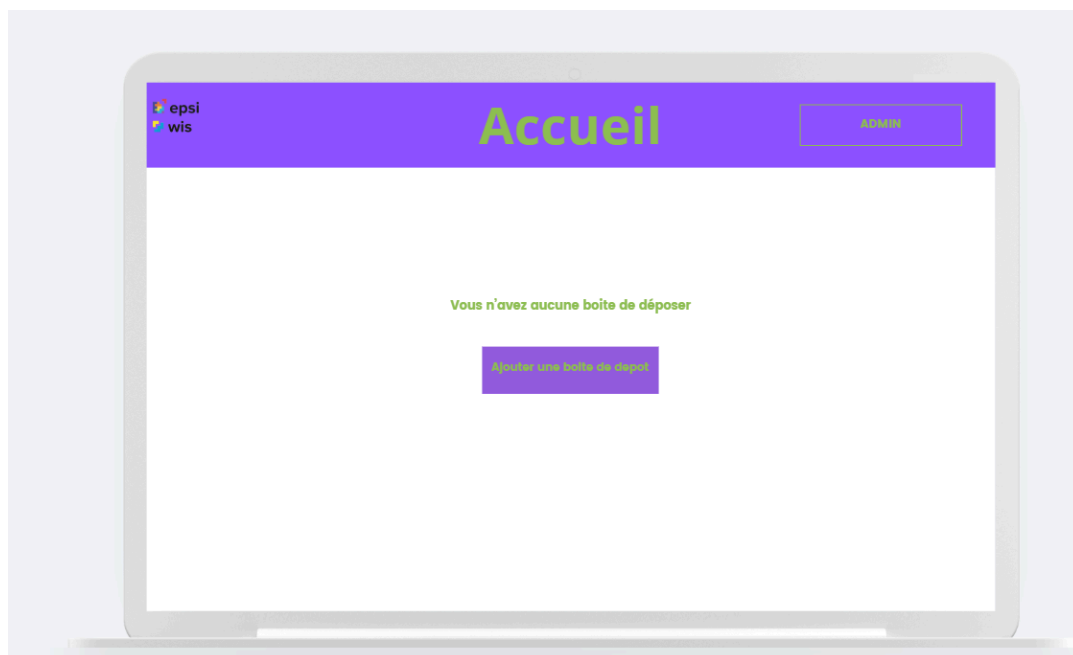 epsi
wis
Accueil
ADMIN
Vous n'avez aucune boite de déposer
Ajouter une boite de depot